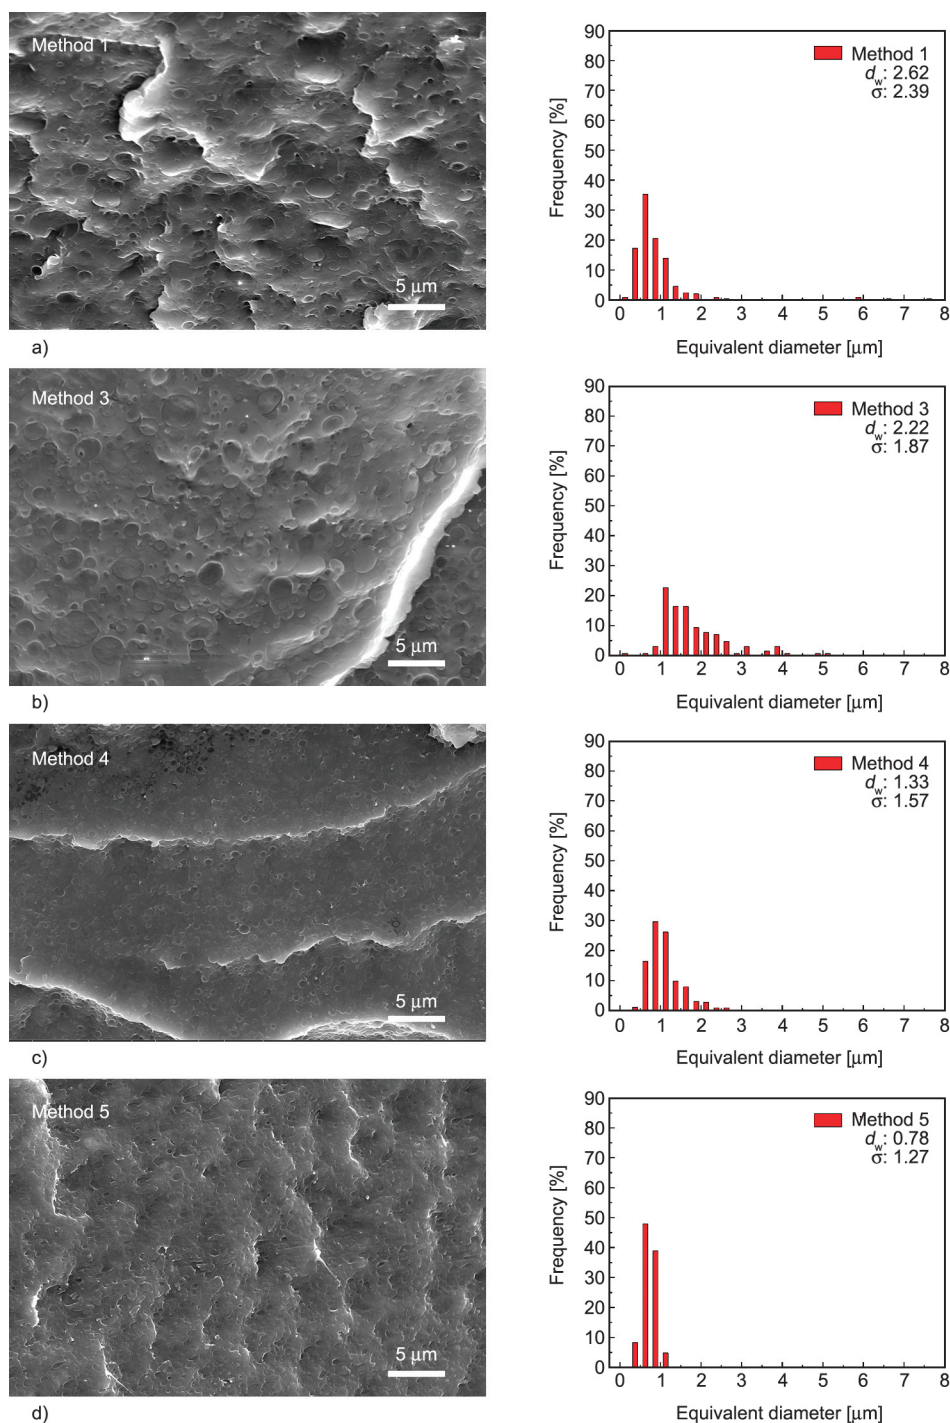 Method 1
5 μm
a)
90
80
70
60
50
40
30
20
10
0
Frequency [%]
Method 1
d_w: 2.62
σ: 2.39
0 1 2 3 4 5 6 7 8
Equivalent diameter [μm]
Method 3
5 μm
b)
90
80
70
60
50
40
30
20
10
0
Frequency [%]
Method 3
d_w: 2.22
σ: 1.87
0 1 2 3 4 5 6 7 8
Equivalent diameter [μm]
Method 4
5 μm
c)
90
80
70
60
50
40
30
20
10
0
Frequency [%]
Method 4
d_w: 1.33
σ: 1.57
0 1 2 3 4 5 6 7 8
Equivalent diameter [μm]
Method 5
5 μm
d)
90
80
70
60
50
40
30
20
10
0
Frequency [%]
Method 5
d_w: 0.78
σ: 1.27
0 1 2 3 4 5 6 7 8
Equivalent diameter [μm]